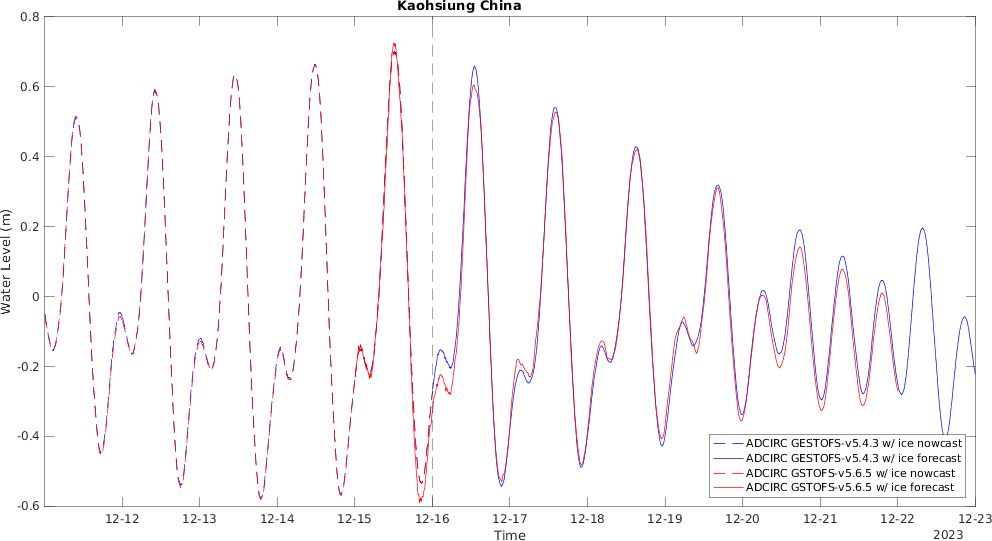 Kaohsiung China
Water Level (m)
0.8
0.6
0.4
0.2
0
-0.2
-0.4
-0.6
12-12 12-13 12-14 12-15 12-16 12-17 12-18 12-19 12-20 12-21 12-22 12-23
Time
2023
ADCIRC GESTOFS-v5.4.3 w/ ice nowcast
ADCIRC GESTOFS-v5.4.3 w/ ice forecast
ADCIRC GSTOFS-v5.6.5 w/ ice nowcast
ADCIRC GSTOFS-v5.6.5 w/ ice forecast